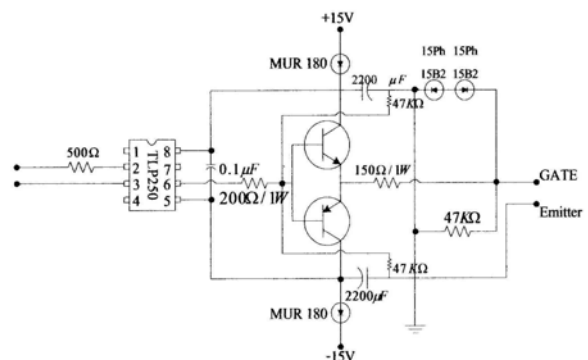 +15V
15Ph 15Ph
MUR 180
2200 μF
15B2 15B2
47KΩ
500Ω
1 8
2 7
3 6
4 5
TLP250
0.1μF
200Ω/1W
150Ω/1W
GATE
Emitter
47KΩ
47KΩ
2200μF
MUR 180
-15V